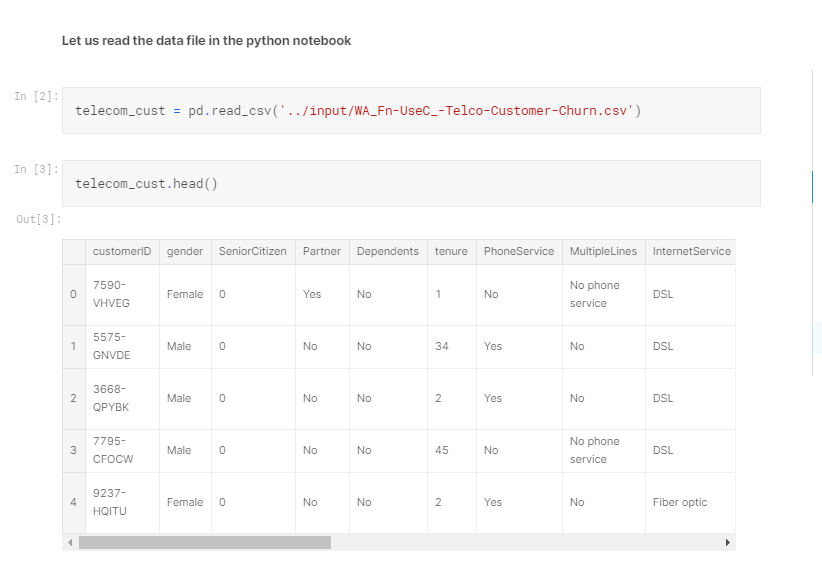 Let us read the data file in the python notebook
In [2]:
telecom_cust = pd.read_csv('../input/WA_Fn-UseC_-Telco-Customer-Churn.csv')
In [3]:
telecom_cust.head()
Out[3]:
customerID gender SeniorCitizen Partner Dependents tenure PhoneService MultipleLines InternetService
0 7590-VHVEG Female 0 Yes No 1 No No phone service DSL
1 5575-GNVDE Male 0 No No 34 Yes No DSL
2 3668-QPYBK Male 0 No No 2 Yes No DSL
3 7795-CFOCW Male 0 No No 45 No No phone service DSL
4 9237-HQITU Female 0 No No 2 Yes No Fiber optic